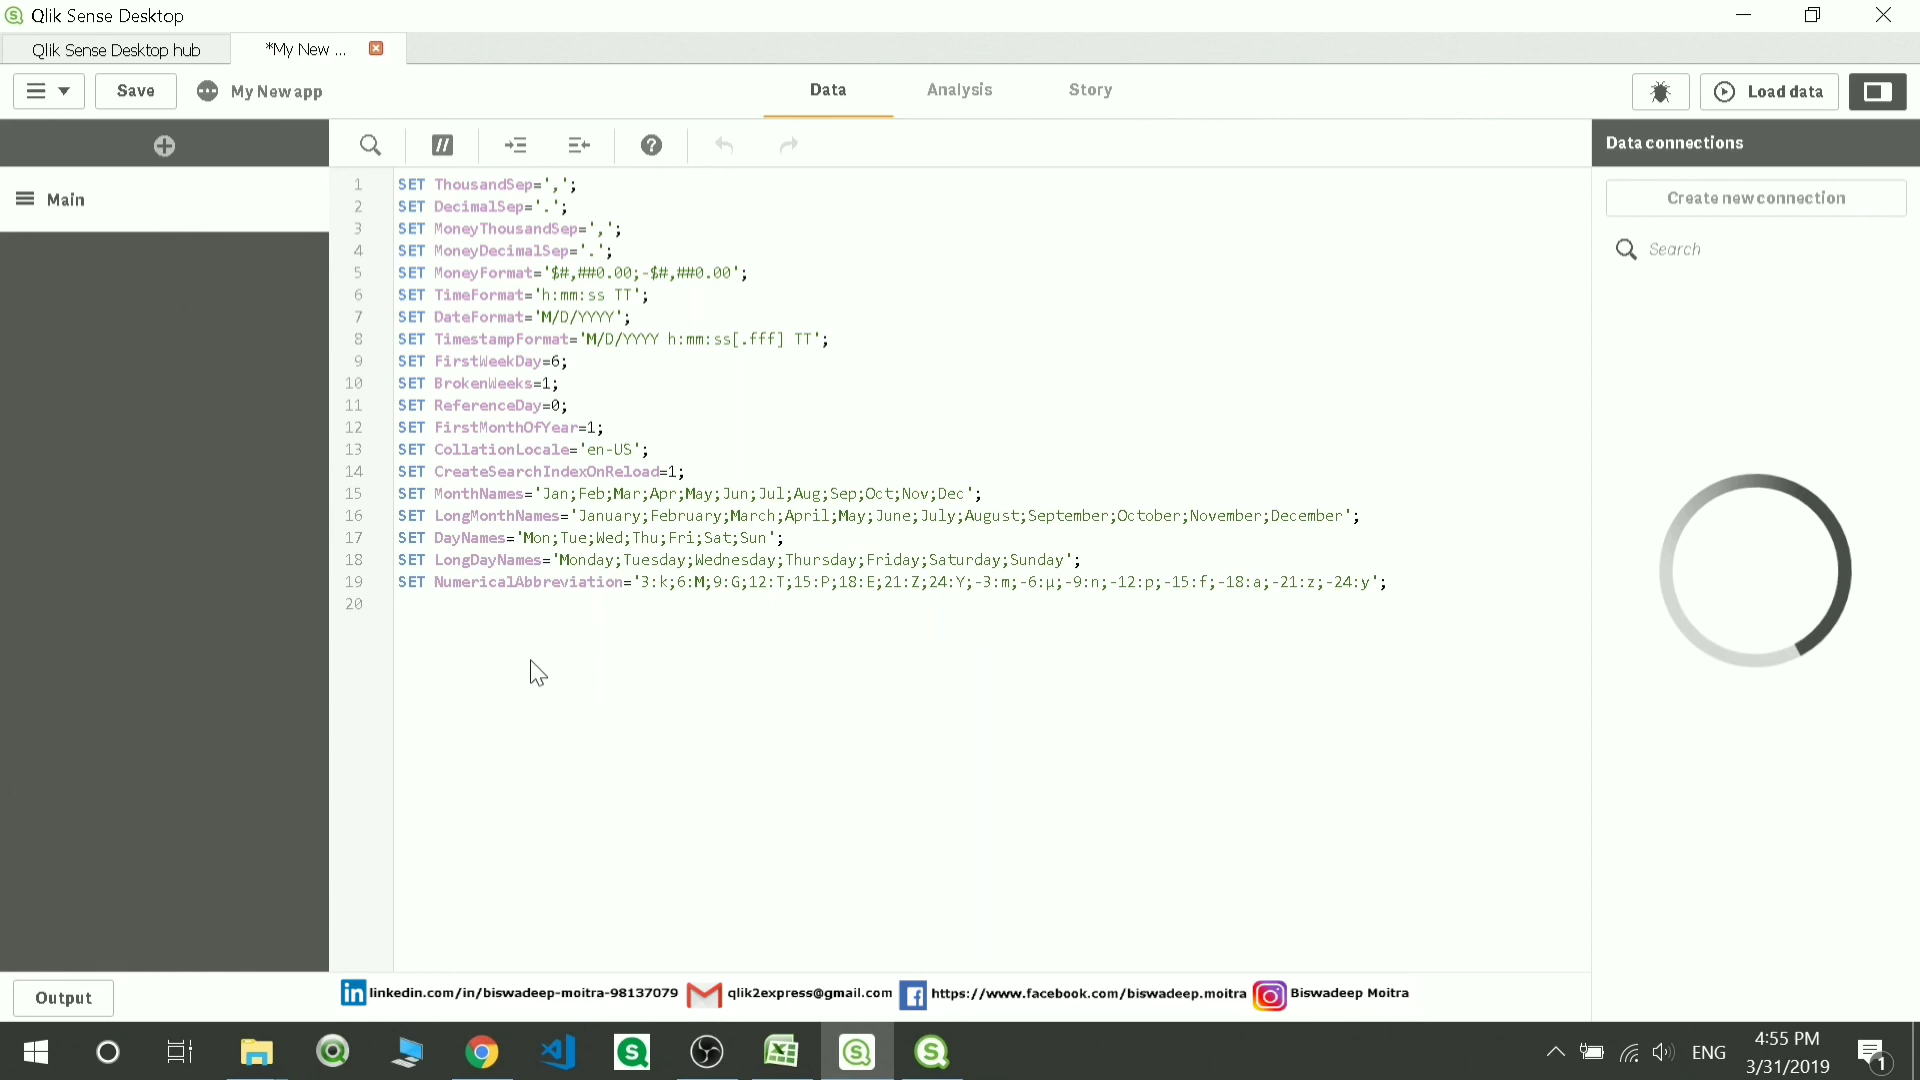 Qlik Sense Desktop
Qlik Sense Desktop hub
*My New ...
Save
My New app
Data
Analysis
Story
Load data
//
?
Data connections
Main
Create new connection
Search
1 SET ThousandSep=',';
2 SET DecimalSep='.';
3 SET MoneyThousandSep=',';
4 SET MoneyDecimalSep='.';
5 SET MoneyFormat='$#,##0.00;-$#,##0.00';
6 SET TimeFormat='h:mm:ss TT';
7 SET DateFormat='M/D/YYYY';
8 SET TimestampFormat='M/D/YYYY h:mm:ss[.fff] TT';
9 SET FirstWeekDay=6;
10 SET BrokenWeeks=1;
11 SET ReferenceDay=0;
12 SET FirstMonthOfYear=1;
13 SET CollationLocale='en-US';
14 SET CreateSearchIndexOnReload=1;
15 SET MonthNames='Jan;Feb;Mar;Apr;May;Jun;Jul;Aug;Sep;Oct;Nov;Dec';
16 SET LongMonthNames='January;February;March;April;May;June;July;August;September;October;November;December';
17 SET DayNames='Mon;Tue;Wed;Thu;Fri;Sat;Sun';
18 SET LongDayNames='Monday;Tuesday;Wednesday;Thursday;Friday;Saturday;Sunday';
19 SET NumericalAbbreviation='3:k;6:M;9:G;12:T;15:P;18:E;21:Z;24:Y;-3:m;-6:µ;-9:n;-12:p;-15:f;-18:a;-21:z;-24:y';
20
Output
linkedin.com/in/biswadeep-moitra-98137079
qlik2express@gmail.com
https://www.facebook.com/biswadeep.moitra
Biswadeep Moitra
ENG
4:55 PM
3/31/2019
1